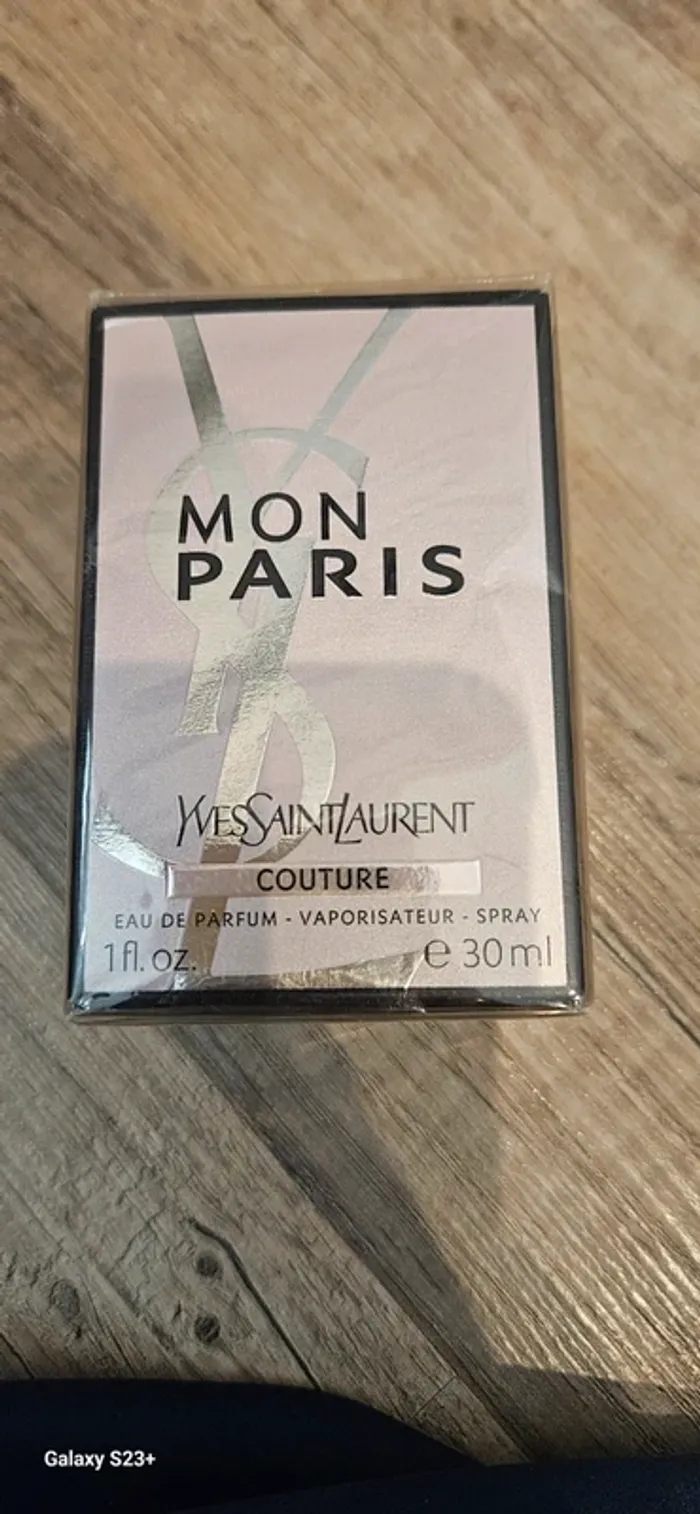 MON
PARIS
YVESSAINTLAURENT
COUTURE
EAU DE PARFUM - VAPORISATEUR - SPRAY
1 fl. oz. ℮ 30 ml
Galaxy S23+